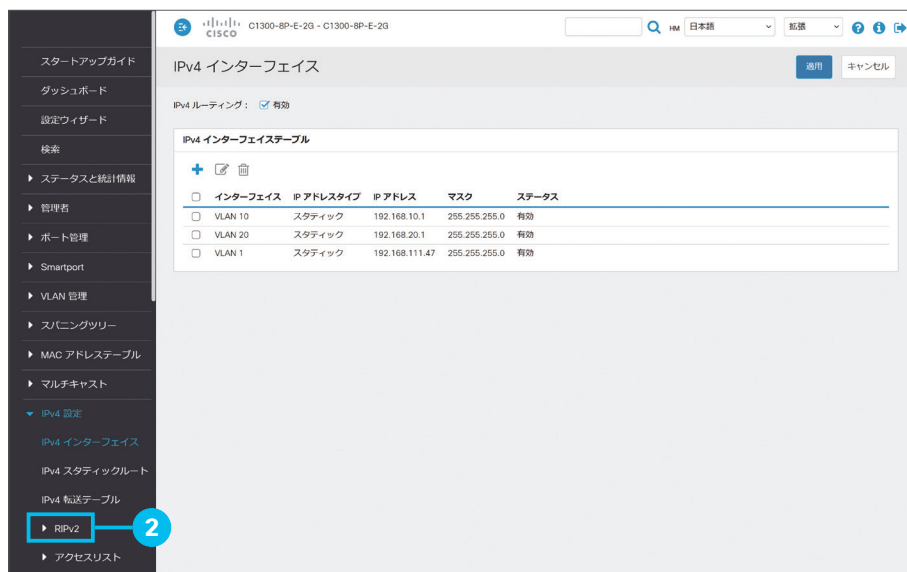 cisco C1300-8P-E-2G - C1300-8P-E-2G HM 日本語 拡張
スタートアップガイド
ダッシュボード
設定ウィザード
検索
ステータスと統計情報
管理者
ポート管理
Smartport
VLAN 管理
スパニングツリー
MAC アドレステーブル
マルチキャスト
IPv4 設定
IPv4 インターフェイス
IPv4 スタティックルート
IPv4 転送テーブル
RIPv2 2
アクセスリスト
IPv4 インターフェイス 適用 キャンセル
IPv4 ルーティング： 有効
IPv4 インターフェイステーブル
インターフェイス IP アドレスタイプ IP アドレス マスク ステータス
VLAN 10 スタティック 192.168.10.1 255.255.255.0 有効
VLAN 20 スタティック 192.168.20.1 255.255.255.0 有効
VLAN 1 スタティック 192.168.111.47 255.255.255.0 有効